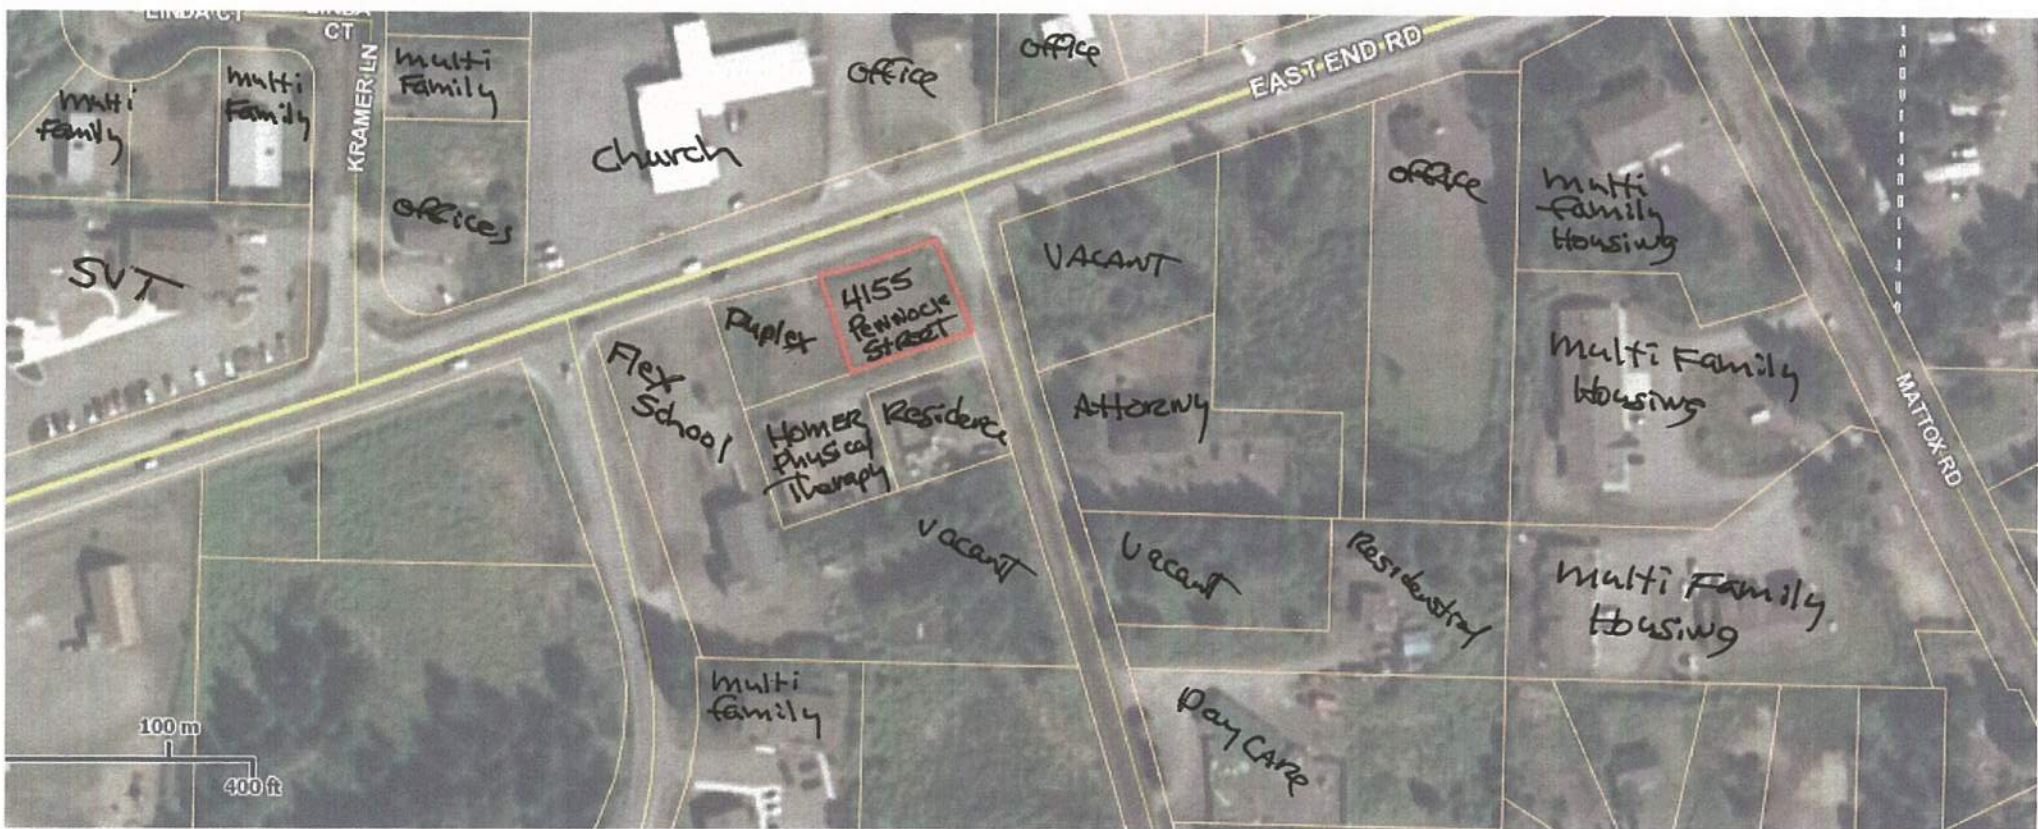 LINDA CT
LINDA
CT
KRAMER LN
EAST END RD
MATTOX RD
multi
Family
multi
Family
multi
Family
offices
SVT
Church
office
office
office
multi
family
Housing
VACANT
4155
PENNOCK
STREET
Duplex
Flex
School
HOMER
Physical
Therapy
Residence
Attorny
multi Family
Housing
vacant
vacant
Residential
multi Family
Housing
multi
family
Day CARE
100 m
400 ft